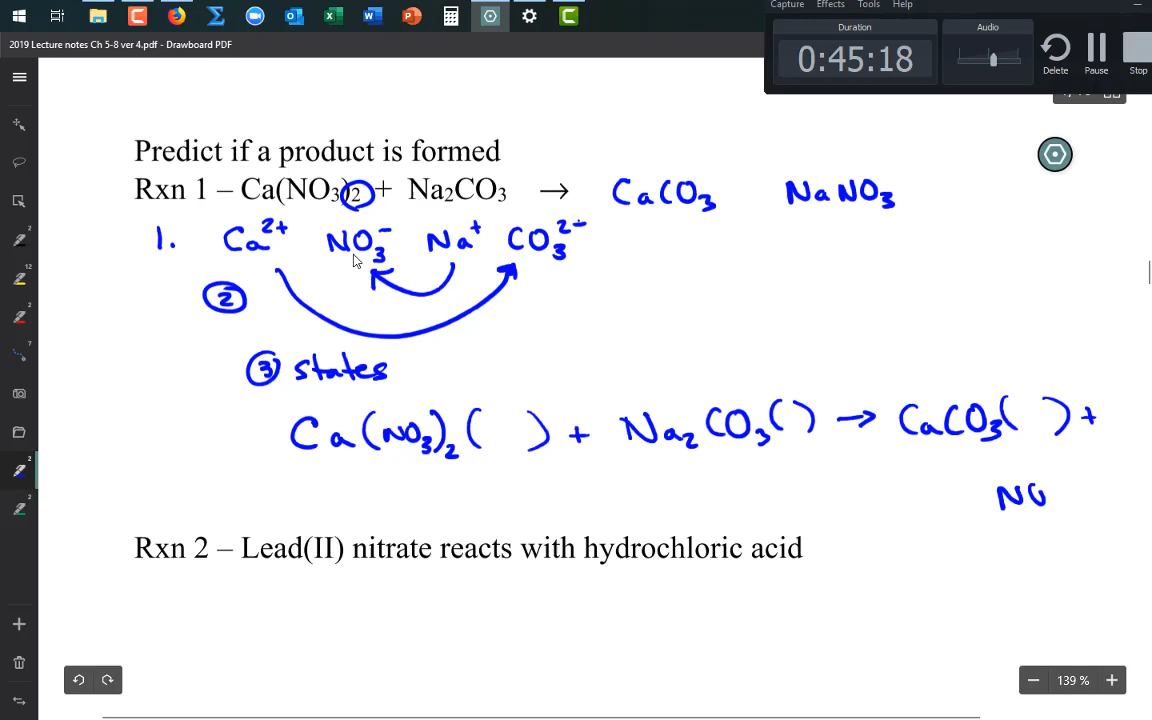 Capture Effects Tools Help
2019 Lecture notes Ch 5-8 ver 4.pdf - Drawboard PDF
Duration
Audio
0:45:18
Delete Pause Stop
Predict if a product is formed
Rxn 1 – Ca(NO₃)₂ + Na₂CO₃ → CaCO₃ NaNO₃
1. Ca²⁺ NO₃⁻ Na⁺ CO₃²⁻
②
③ states
Ca(NO₃)₂( ) + Na₂CO₃( ) → CaCO₃( ) +
NO
Rxn 2 – Lead(II) nitrate reacts with hydrochloric acid
139 %